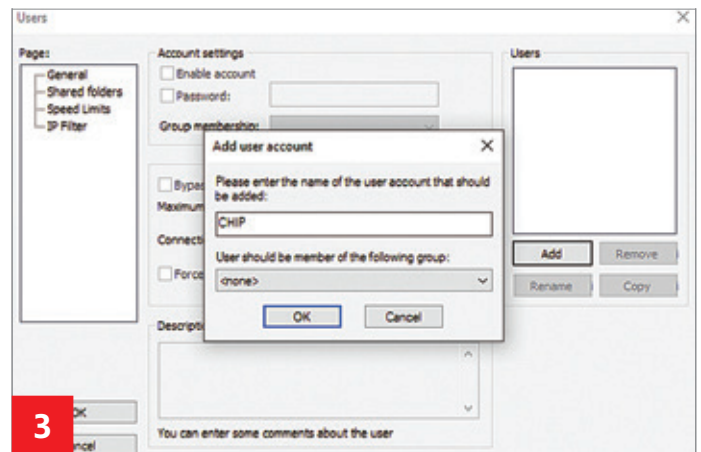 Users
Page:
General
Shared folders
Speed Limits
IP Filter
Account settings
Enable account
Password:
Group membership:
Maximum
Description
You can enter some comments about the user
Users
Add
Remove
Rename
Copy
Add user account
Please enter the name of the user account that should
be added:
CHIP
User should be member of the following group:
<none>
OK
Cancel
Force
3